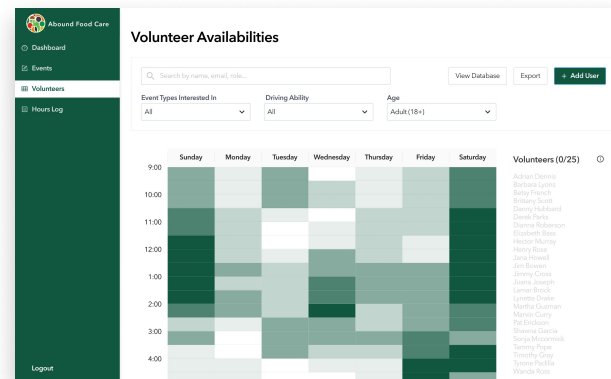 Abound Food Care
Dashboard
Events
Volunteers
Hours Log
Logout
Volunteer Availabilities
Search by name, email, role...
View Database
Export
+ Add User
Event Types Interested In
Driving Ability
Age
All
All
Adult (18+)
Sunday Monday Tuesday Wednesday Thursday Friday Saturday
9:00
10:00
11:00
12:00
1:00
2:00
3:00
4:00
Volunteers (0/25)
Adrian Dennis
Barbara Lyons
Betsy French
Brittany Scott
Danny Hubbard
Derek Parks
Dianna Roberson
Elizabeth Bass
Hector Murray
Henry Rose
Jana Howell
Jim Bowen
Jimmy Cross
Joana Joseph
Lamar Brock
Lynette Drake
Martha Guzman
Marvin Curry
Pat Erickson
Shawna Garcia
Sonja Mccormick
Tammy Pope
Timothy Gray
Tyrone Padilla
Wanda Ross